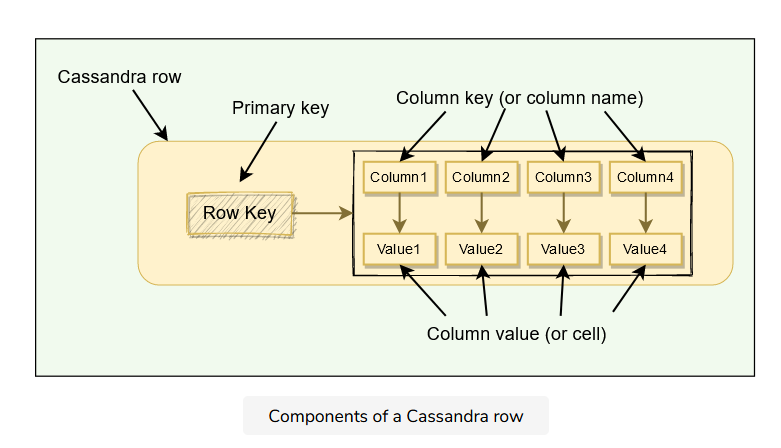 Cassandra row
Primary key
Column key (or column name)
Column1 Column2 Column3 Column4
Row Key
Value1 Value2 Value3 Value4
Column value (or cell)
Components of a Cassandra row